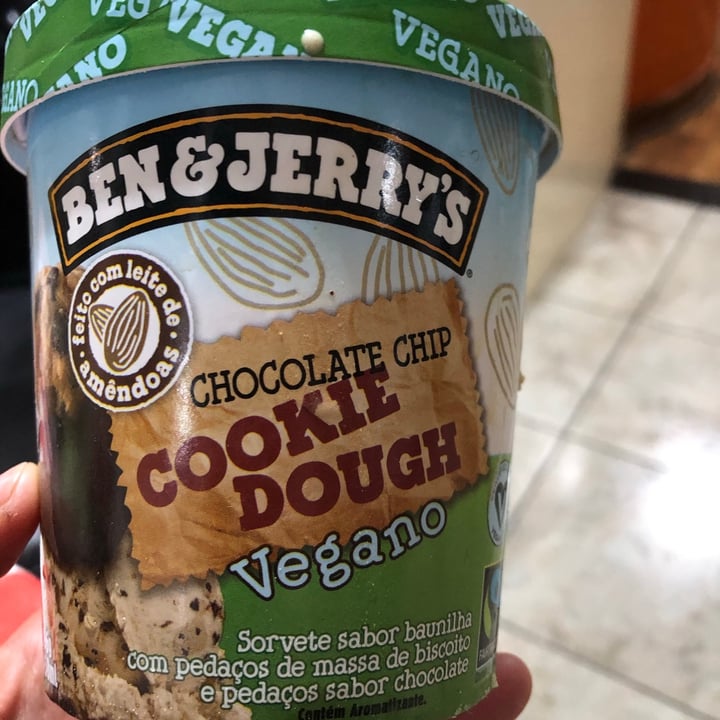 VEGANO
VEGANO
VEGANO
BEN & JERRY'S
feito com leite de
amêndoas
CHOCOLATE CHIP
COOKIE
DOUGH
Vegano
Sorvete sabor baunilha
com pedaços de massa de biscoito
e pedaços sabor chocolate
Contém Aromatizante.